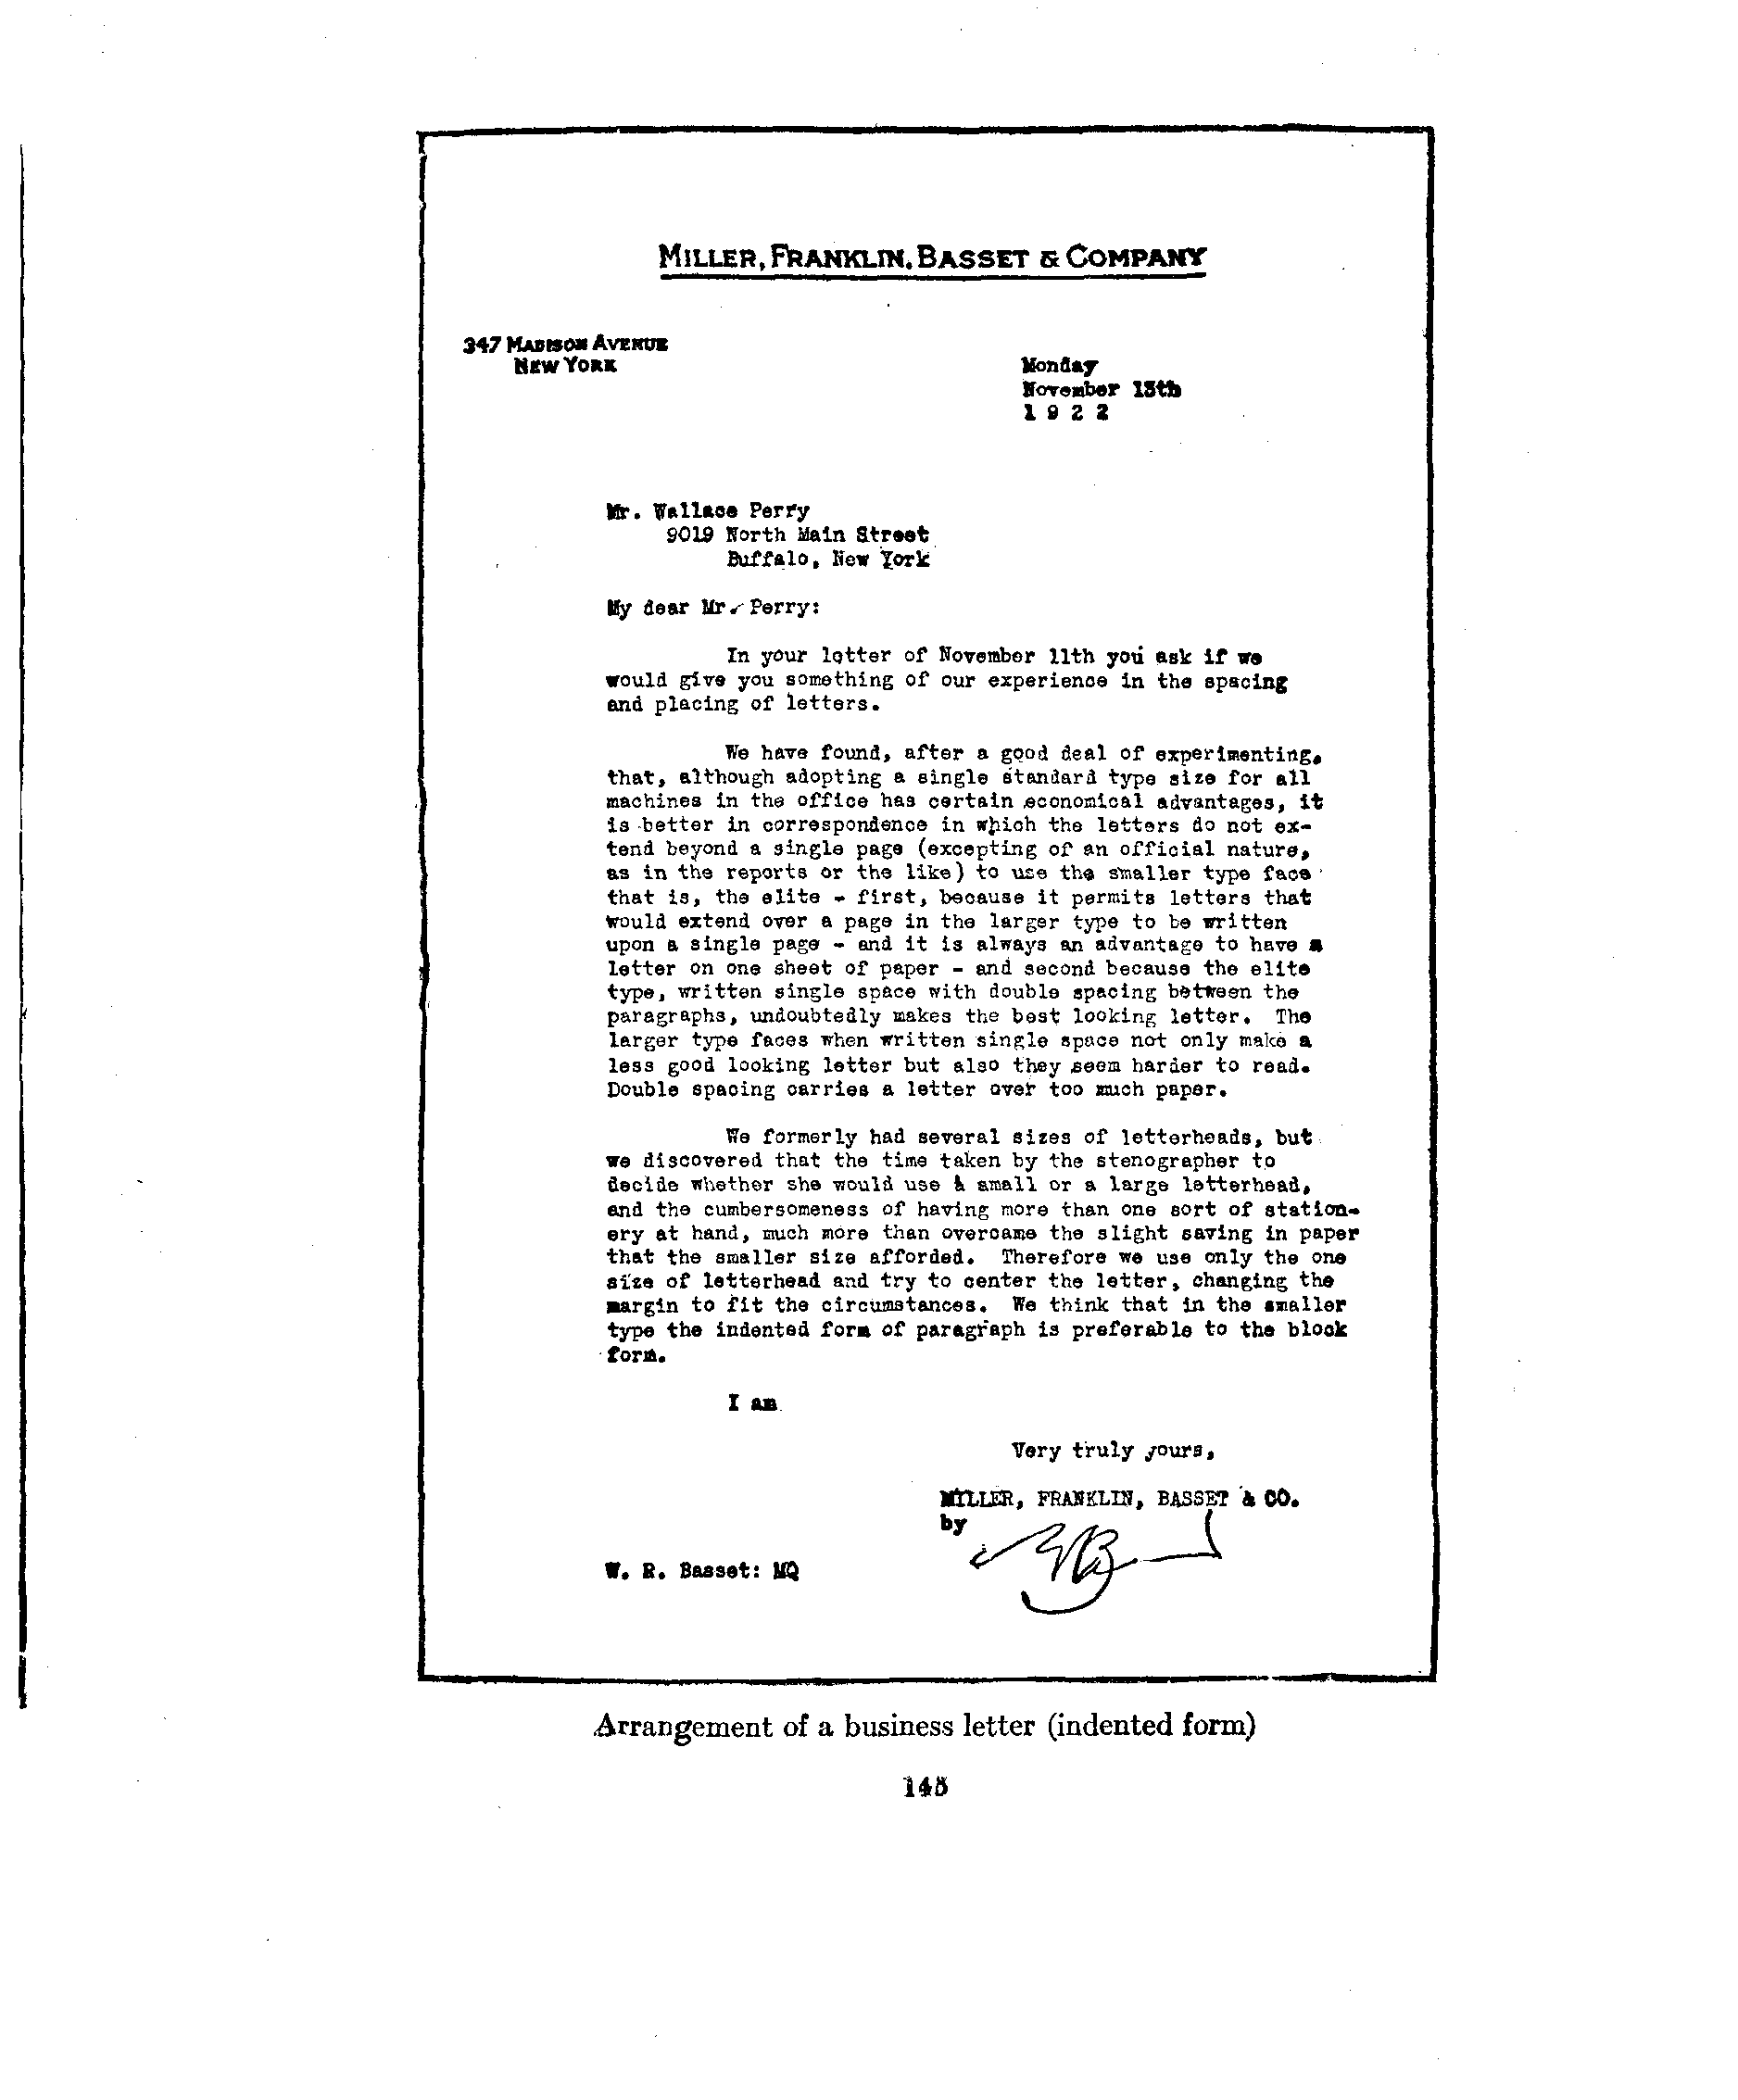 MILLER, FRANKLIN, BASSET & COMPANY
347 MADISON AVENUE
NEW YORK
Monday
November 13th
1 9 2 2
Mr. Wallace Perry
9019 North Main Street
Buffalo, New York
My dear Mr. Perry:
In your letter of November 11th you ask if we
would give you something of our experience in the spacing
and placing of letters.
We have found, after a good deal of experimenting,
that, although adopting a single standard type size for all
machines in the office has certain economical advantages, it
is better in correspondence in which the letters do not ex-
tend beyond a single page (excepting of an official nature,
as in the reports or the like) to use the smaller type face
that is, the elite - first, because it permits letters that
would extend over a page in the larger type to be written
upon a single page - and it is always an advantage to have a
letter on one sheet of paper - and second because the elite
type, written single space with double spacing between the
paragraphs, undoubtedly makes the best looking letter. The
larger type faces when written single space not only make a
less good looking letter but also they seem harder to read.
Double spacing carries a letter over too much paper.
We formerly had several sizes of letterheads, but
we discovered that the time taken by the stenographer to
decide whether she would use a small or a large letterhead,
and the cumbersomeness of having more than one sort of station-
ery at hand, much more than overcame the slight saving in paper
that the smaller size afforded. Therefore we use only the one
size of letterhead and try to center the letter, changing the
margin to fit the circumstances. We think that in the smaller
type the indented form of paragraph is preferable to the block
form.
I am
Very truly yours,
MILLER, FRANKLIN, BASSET & CO.
by
W. R. Basset: MQ
Arrangement of a business letter (indented form)
145